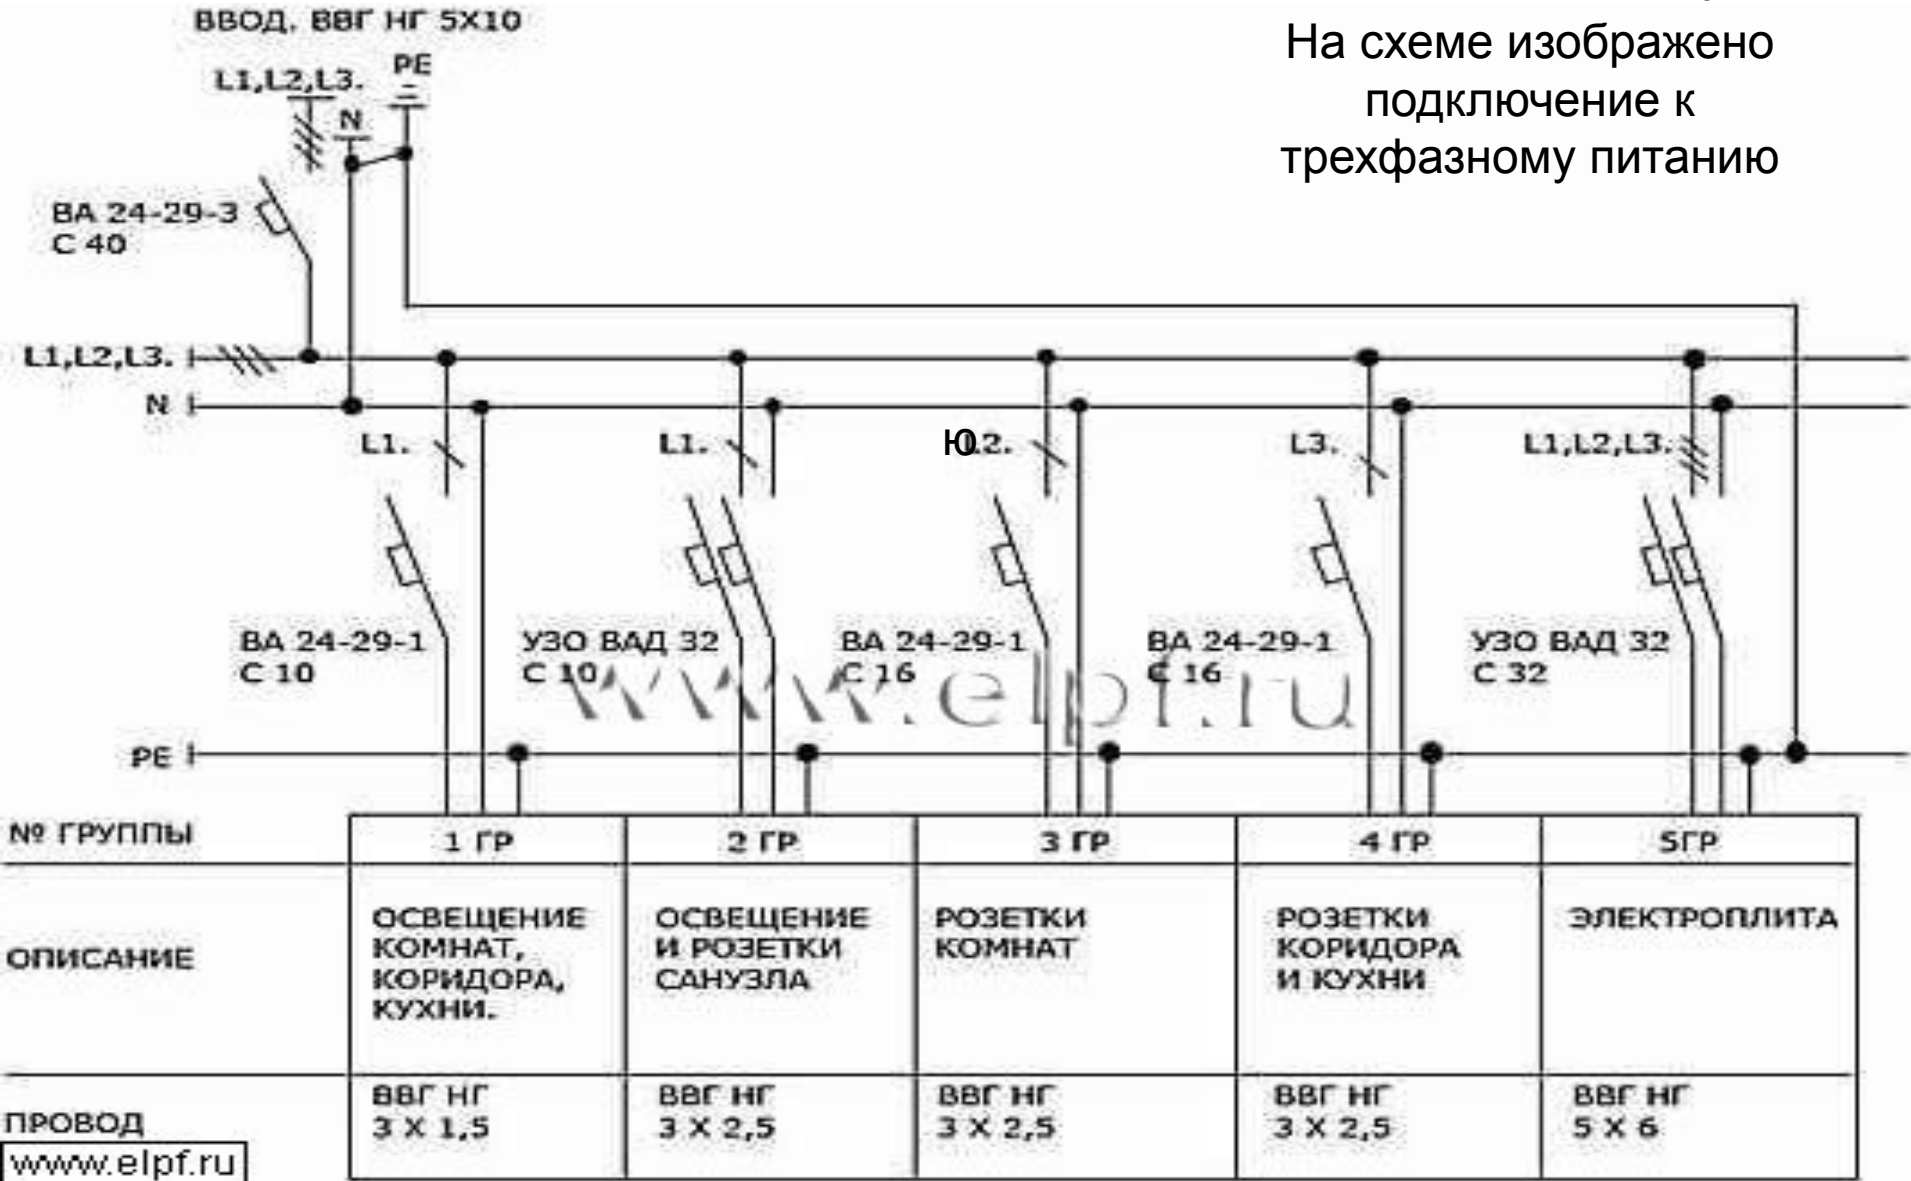 ВВОД. ВВГ НГ 5Х10
На схеме изображено
подключение к
трехфазному питанию
L1,L2,L3.
PE
N
ВА 24-29-3
С 40
L1,L2,L3.
N
L1.
L1.
ю
L2.
L3.
L1,L2,L3.
ВА 24-29-1
С 10
УЗО ВАД 32
С 10
ВА 24-29-1
С 16
ВА 24-29-1
С 16
УЗО ВАД 32
С 32
www.elpf.ru
PE
№ ГРУППЫ
1 ГР
2 ГР
3 ГР
4 ГР
5ГР
ОПИСАНИЕ
ОСВЕЩЕНИЕ
КОМНАТ,
КОРИДОРА,
КУХНИ.
ОСВЕЩЕНИЕ
И РОЗЕТКИ
САНУЗЛА
РОЗЕТКИ
КОМНАТ
РОЗЕТКИ
КОРИДОРА
И КУХНИ
ЭЛЕКТРОПЛИТА
ПРОВОД
ВВГ НГ
3 Х 1,5
ВВГ НГ
3 Х 2,5
ВВГ НГ
3 Х 2,5
ВВГ НГ
3 Х 2,5
ВВГ НГ
5 Х 6
www.elpf.ru